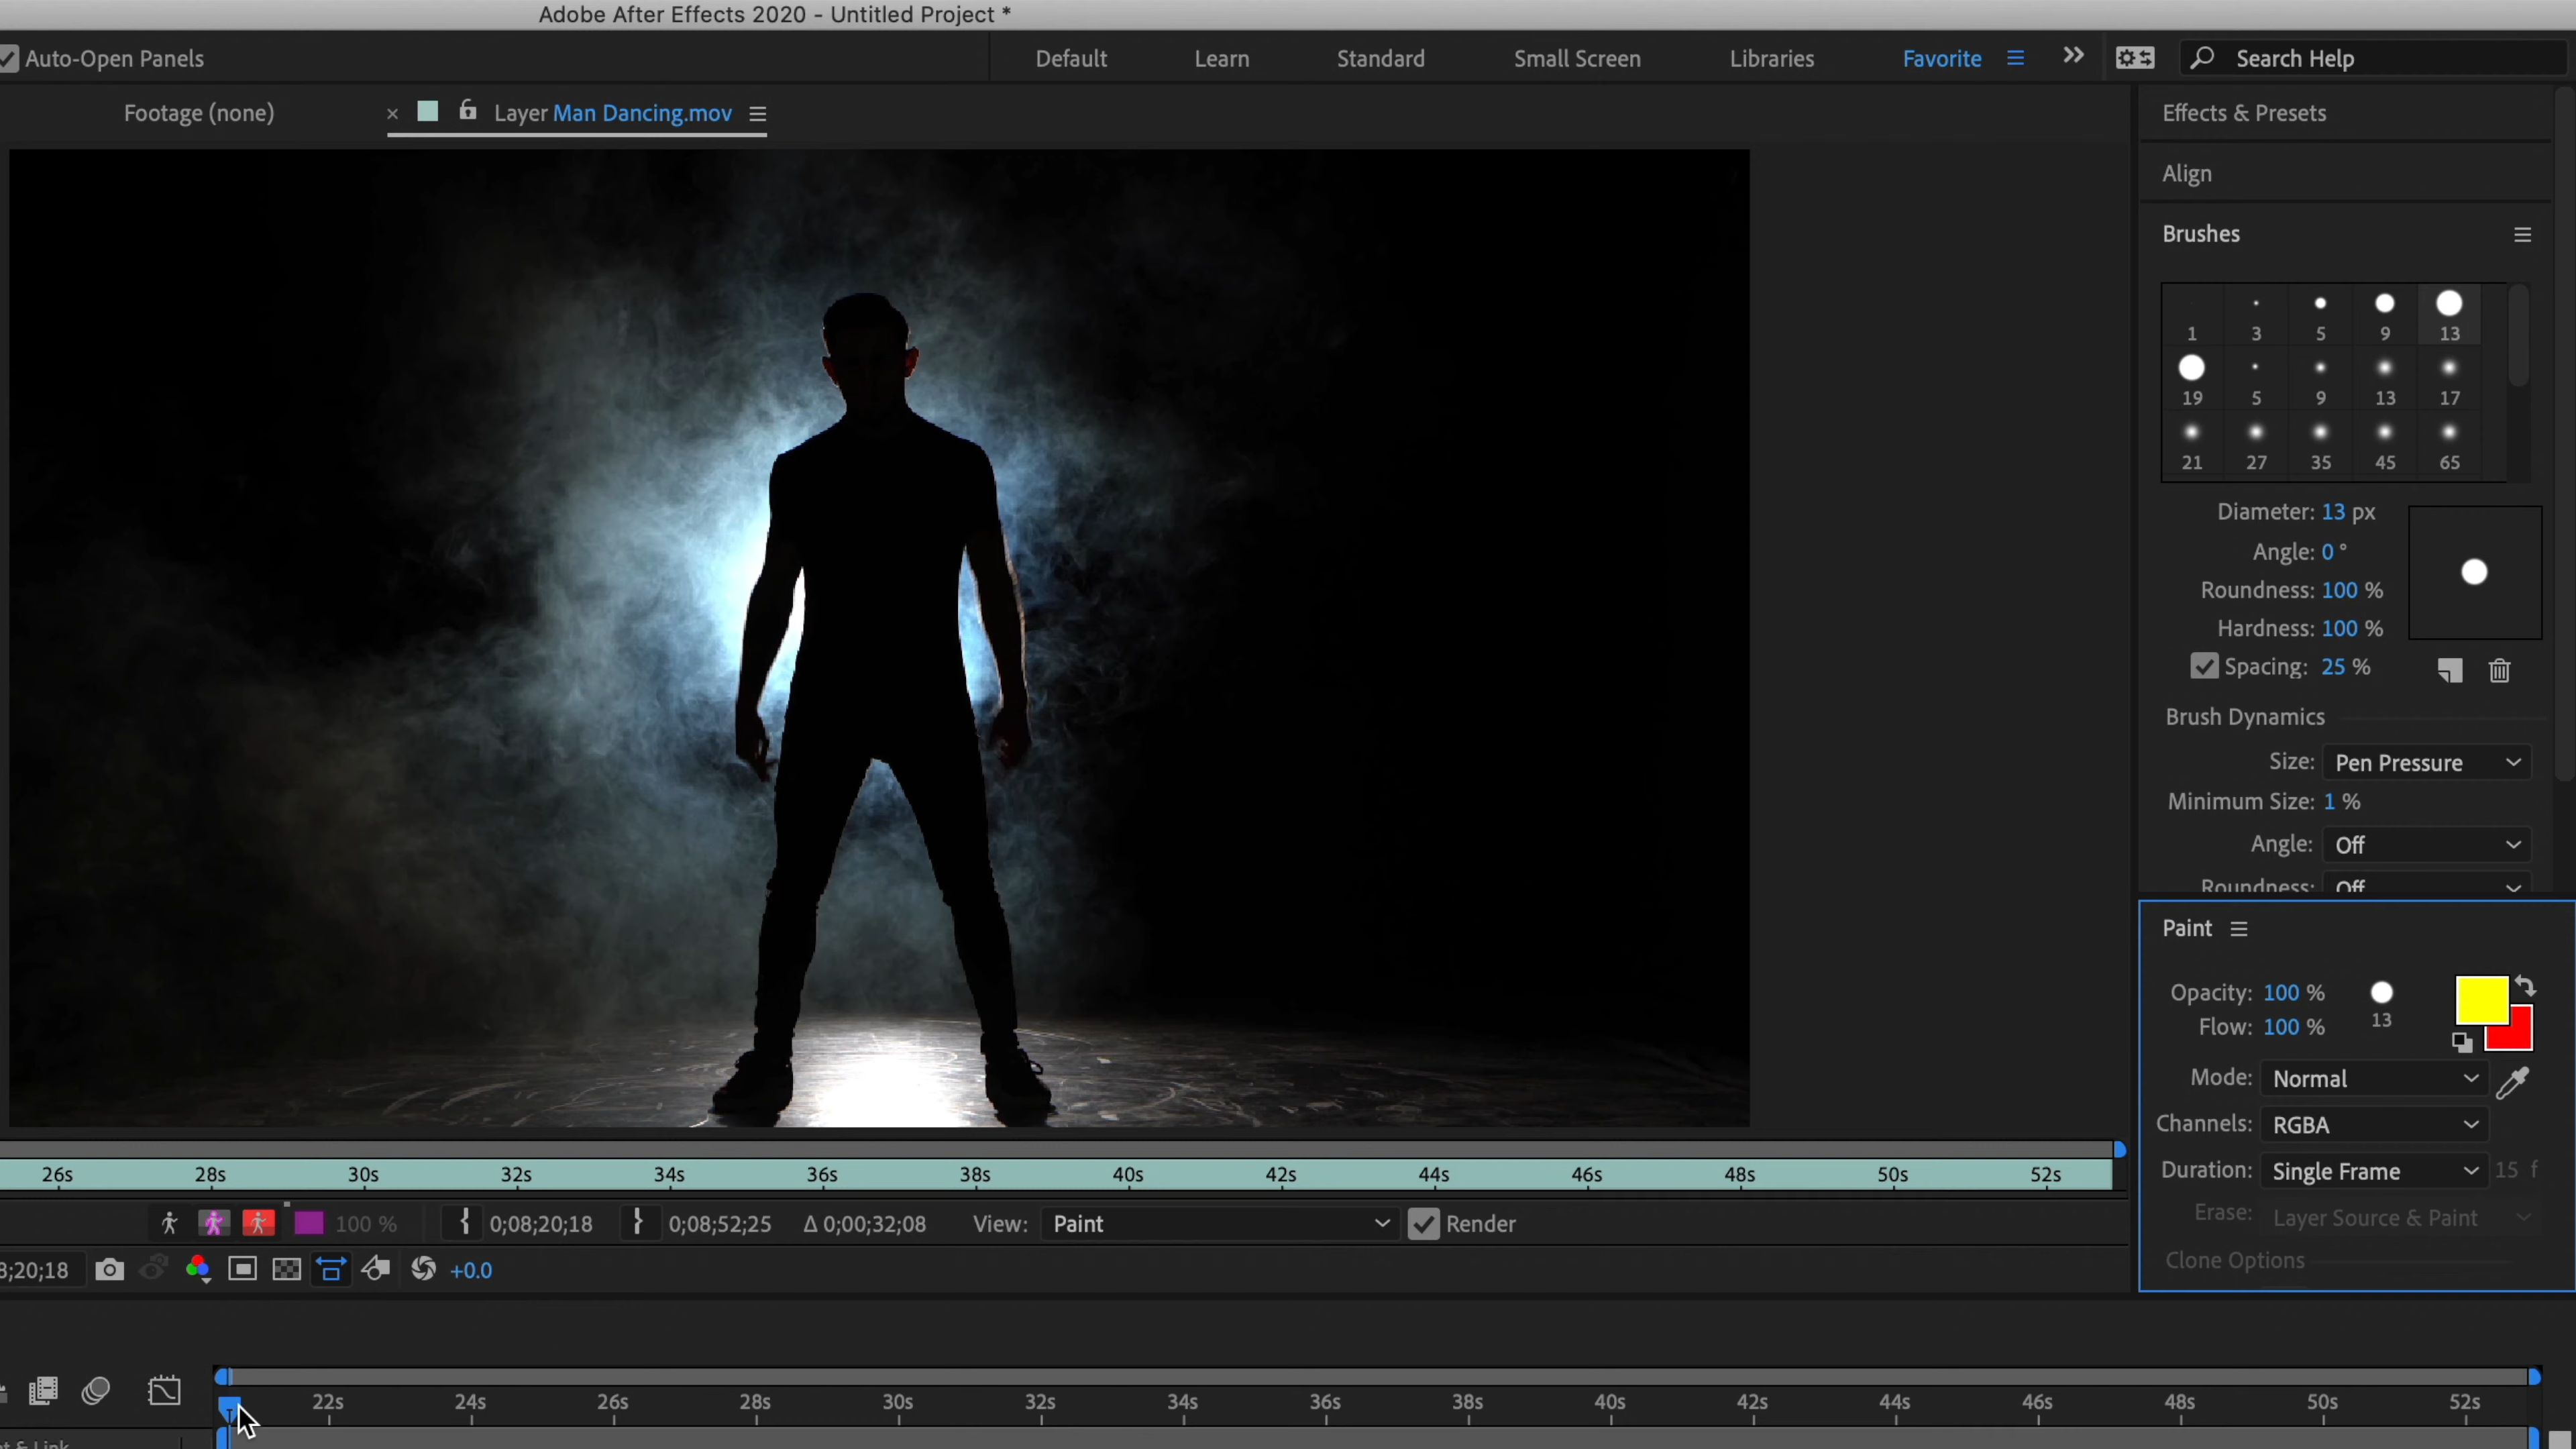 Adobe After Effects 2020 - Untitled Project *
Auto-Open Panels
Default Learn Standard Small Screen Libraries Favorite Search Help
Footage (none)
× Layer Man Dancing.mov
Effects & Presets
Align
Brushes
1 3 5 9 13
19 5 9 13 17
21 27 35 45 65
Diameter: 13 px
Angle: 0 °
Roundness: 100 %
Hardness: 100 %
Spacing: 25 %
Brush Dynamics
Size: Pen Pressure
Minimum Size: 1 %
Angle: Off
Roundness: Off
Paint
Opacity: 100 %
Flow: 100 %
13
Mode: Normal
Channels: RGBA
Duration: Single Frame 15 f
Erase: Layer Source & Paint
Clone Options
26s 28s 30s 32s 34s 36s 38s 40s 42s 44s 46s 48s 50s 52s
100 % { 0;08;20;18 } 0;08;52;25 Δ 0;00;32;08 View: Paint Render
8;20;18 +0.0
22s 24s 26s 28s 30s 32s 34s 36s 38s 40s 42s 44s 46s 48s 50s 52s
& Link